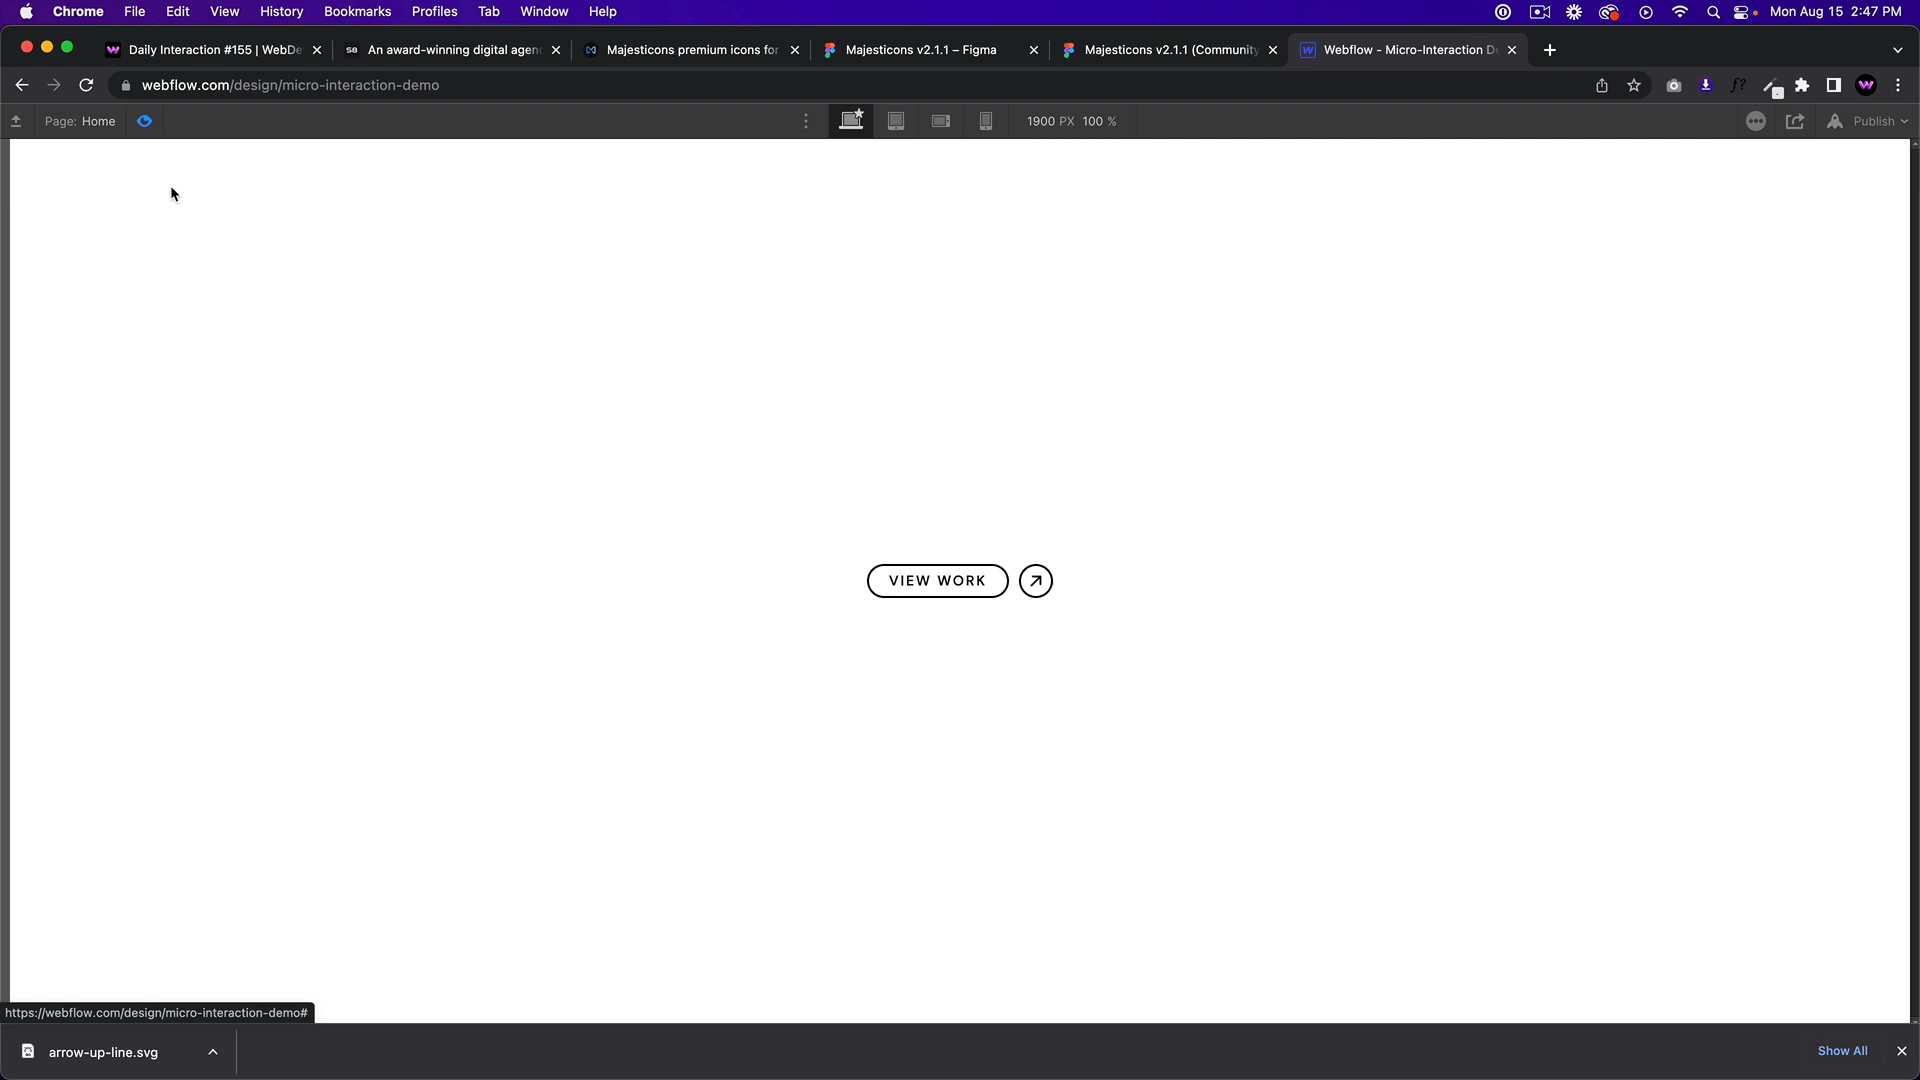 Chrome File Edit View History Bookmarks Profiles Tab Window Help Mon Aug 15 2:47 PM
Daily Interaction #155 | WebDe SB An award-winning digital agen Majesticons premium icons for Majesticons v2.1.1 – Figma Majesticons v2.1.1 (Community Webflow - Micro-Interaction D
webflow.com/design/micro-interaction-demo f?
Page: Home 1900 PX 100 % Publish
VIEW WORK
https://webflow.com/design/micro-interaction-demo#
arrow-up-line.svg Show All